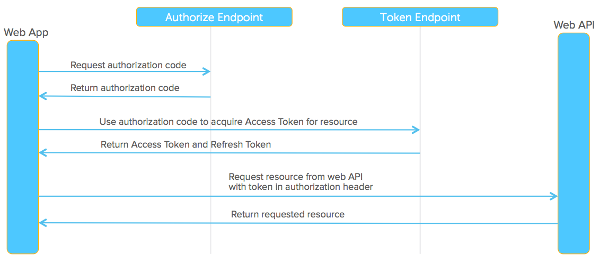 Authorize Endpoint
Token Endpoint
Web App
Web API
Request authorization code
Return authorization code
Use authorization code to acquire Access Token for resource
Return Access Token and Refresh Token
Request resource from web API
with token in authorization header
Return requested resource